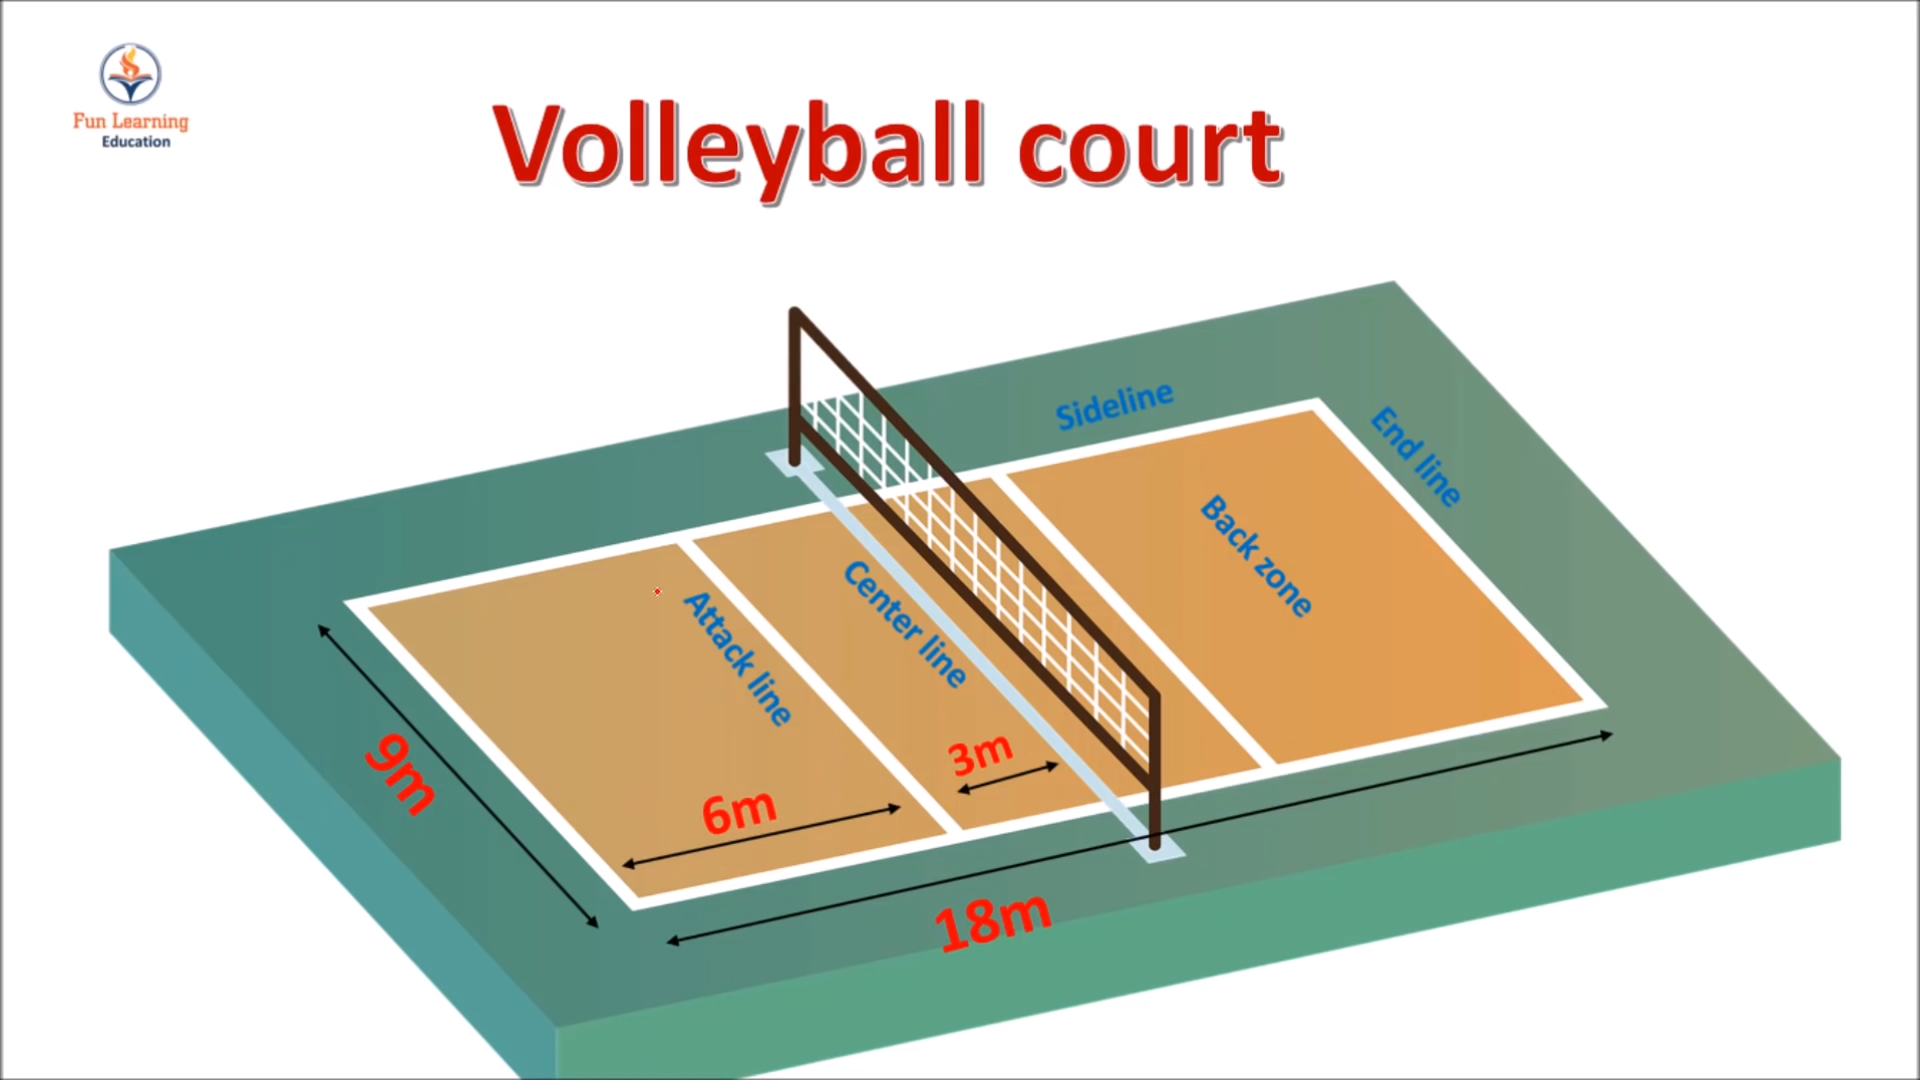 Fun Learning
Education
Volleyball court
Sideline
End line
Back zone
Center line
Attack line
3m
6m
9m
18m